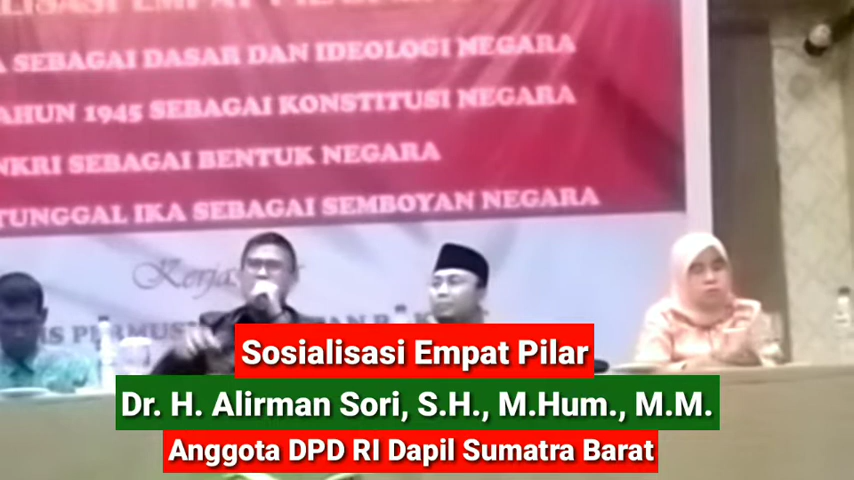 SEBAGAI DASAR DAN IDEOLOGI NEGARA
1945 SEBAGAI KONSTITUSI NEGARA
NKRI SEBAGAI BENTUK NEGARA
TUNGGAL IKA SEBAGAI SEMBOYAN NEGARA
Sosialisasi Empat Pilar
Dr. H. Alirman Sori, S.H., M.Hum., M.M.
Anggota DPD RI Dapil Sumatra Barat